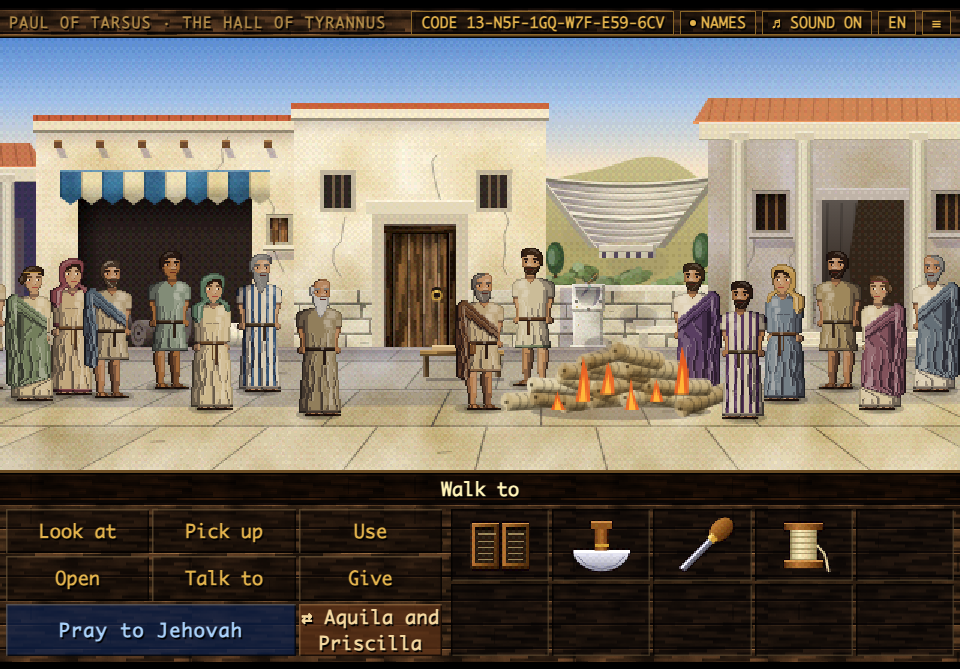 PAUL OF TARSUS · THE HALL OF TYRANNUS
CODE 13-N5F-1GQ-W7F-E59-6CV
• NAMES
♬ SOUND ON
EN
≡
Walk to
Look at
Pick up
Use
Open
Talk to
Give
Pray to Jehovah
⇄ Aquila and
Priscilla